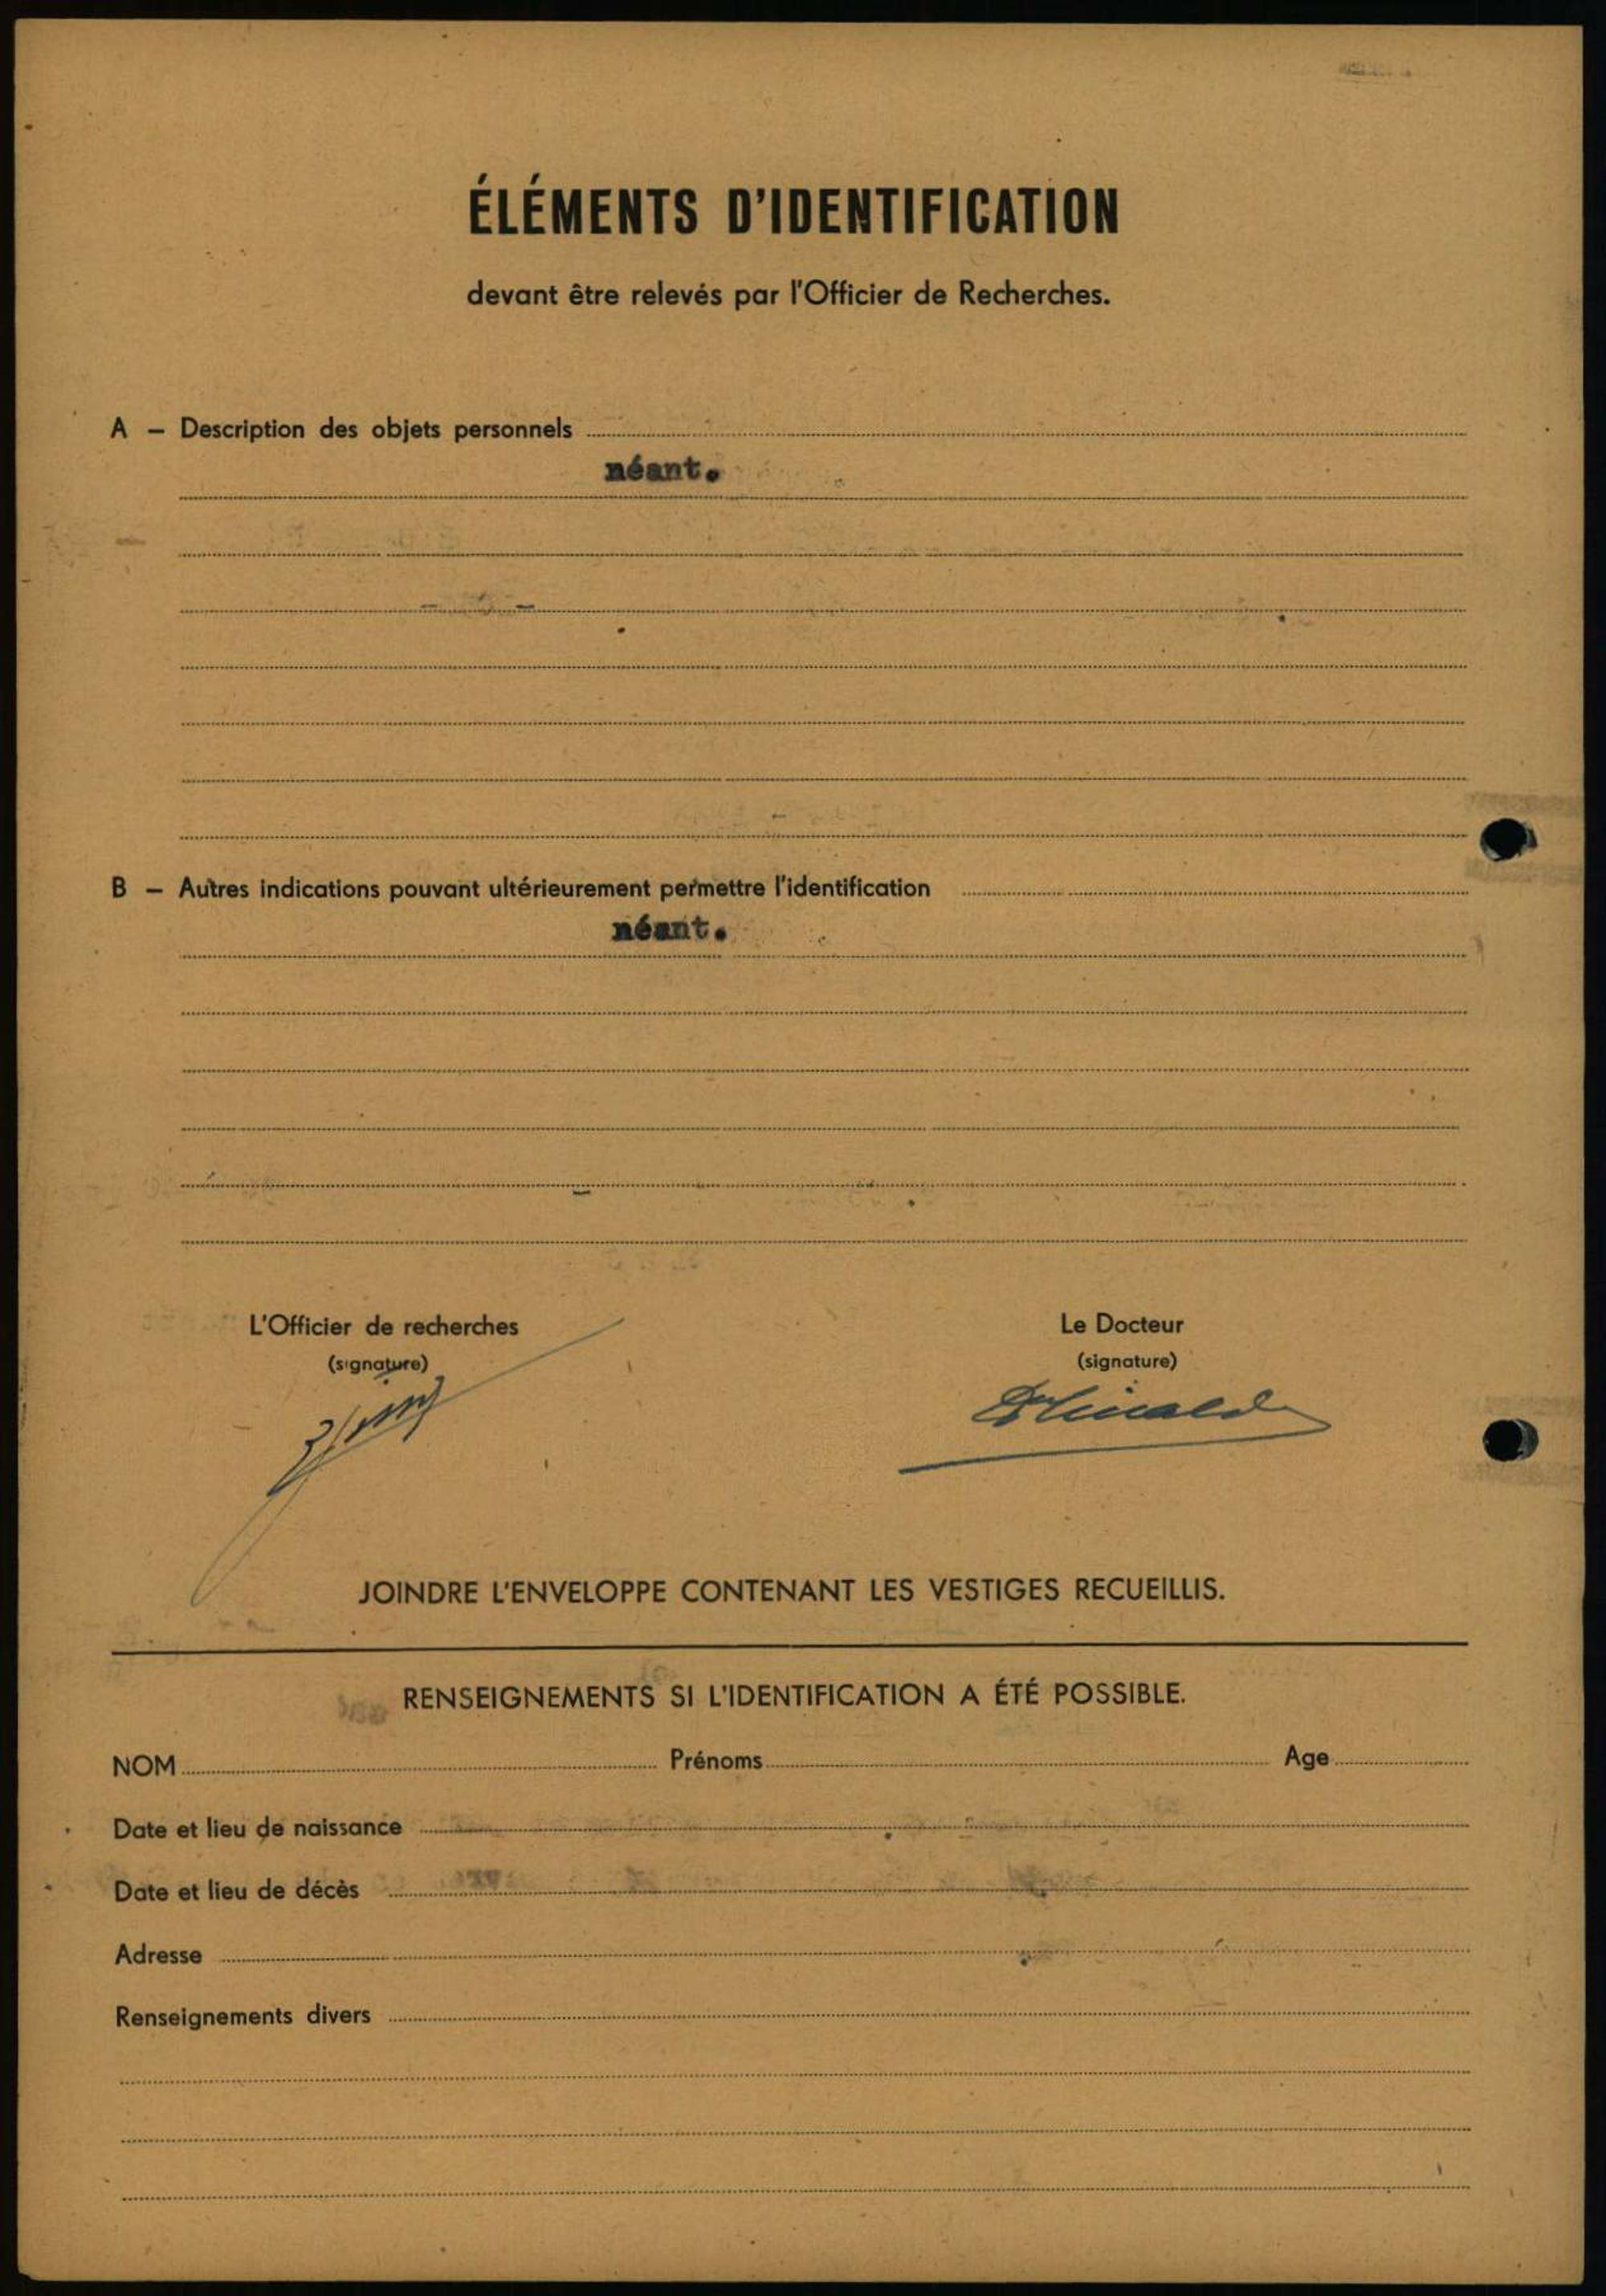 ÉLÉMENTS D'IDENTIFICATION
devant être relevés par l'Officier de Recherches.
A – Description des objets personnels
néant.
B – Autres indications pouvant ultérieurement permettre l'identification
néant.
L'Officier de recherches
(signature)
Le Docteur
(signature)
JOINDRE L'ENVELOPPE CONTENANT LES VESTIGES RECUEILLIS.
RENSEIGNEMENTS SI L'IDENTIFICATION A ÉTÉ POSSIBLE.
NOM Prénoms Age
Date et lieu de naissance
Date et lieu de décès
Adresse
Renseignements divers